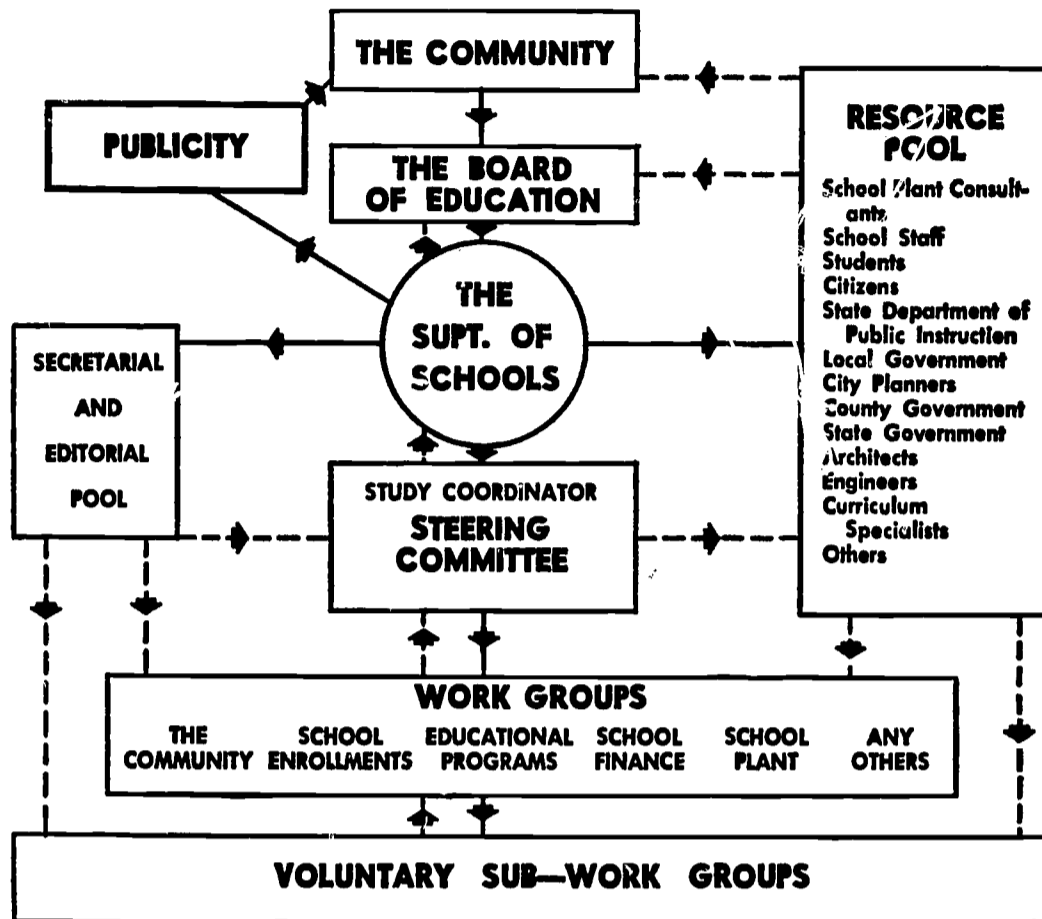 THE COMMUNITY
PUBLICITY
THE BOARD
OF EDUCATION
THE
SUPT. OF
SCHOOLS
SECRETARIAL
AND
EDITORIAL
POOL
STUDY COORDINATOR
STEERING
COMMITTEE
RESOURCE
POOL
School Plant Consult-
ants
School Staff
Students
Citizens
State Department of
Public Instruction
Local Government
City Planners
County Government
State Government
Architects
Engineers
Curriculum
Specialists
Others
WORK GROUPS
THE
COMMUNITY
SCHOOL
ENROLLMENTS
EDUCATIONAL
PROGRAMS
SCHOOL
FINANCE
SCHOOL
PLANT
ANY
OTHERS
VOLUNTARY SUB—WORK GROUPS